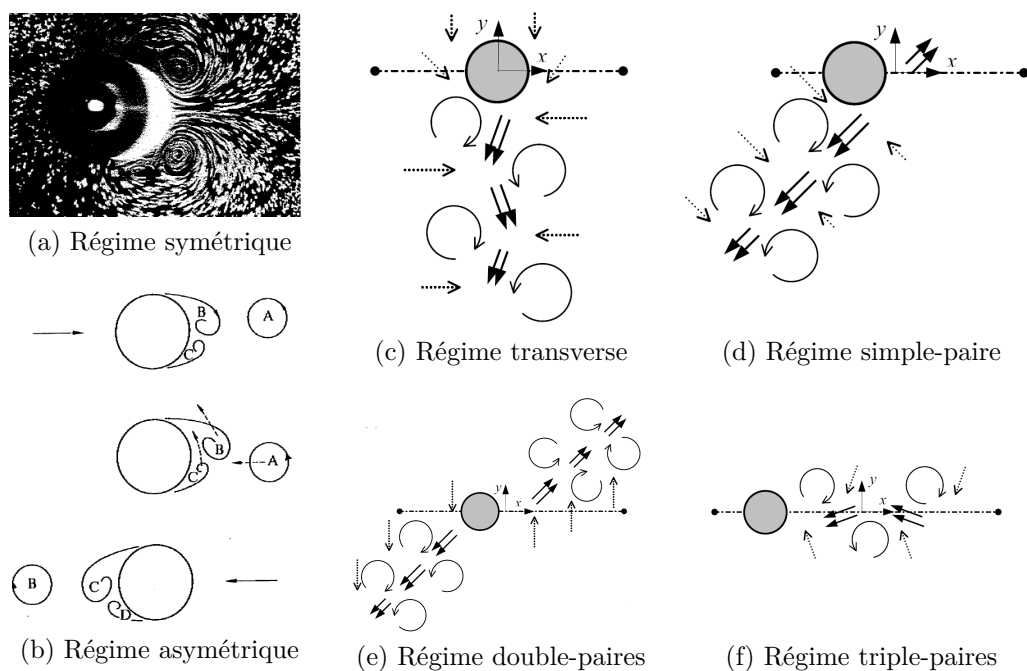 (a) Régime symétrique
B
A
C
B
A
C
B
C
D
(b) Régime asymétrique
y
x
(c) Régime transverse
y
x
(d) Régime simple-paire
y
x
(e) Régime double-paires
y
x
(f) Régime triple-paires